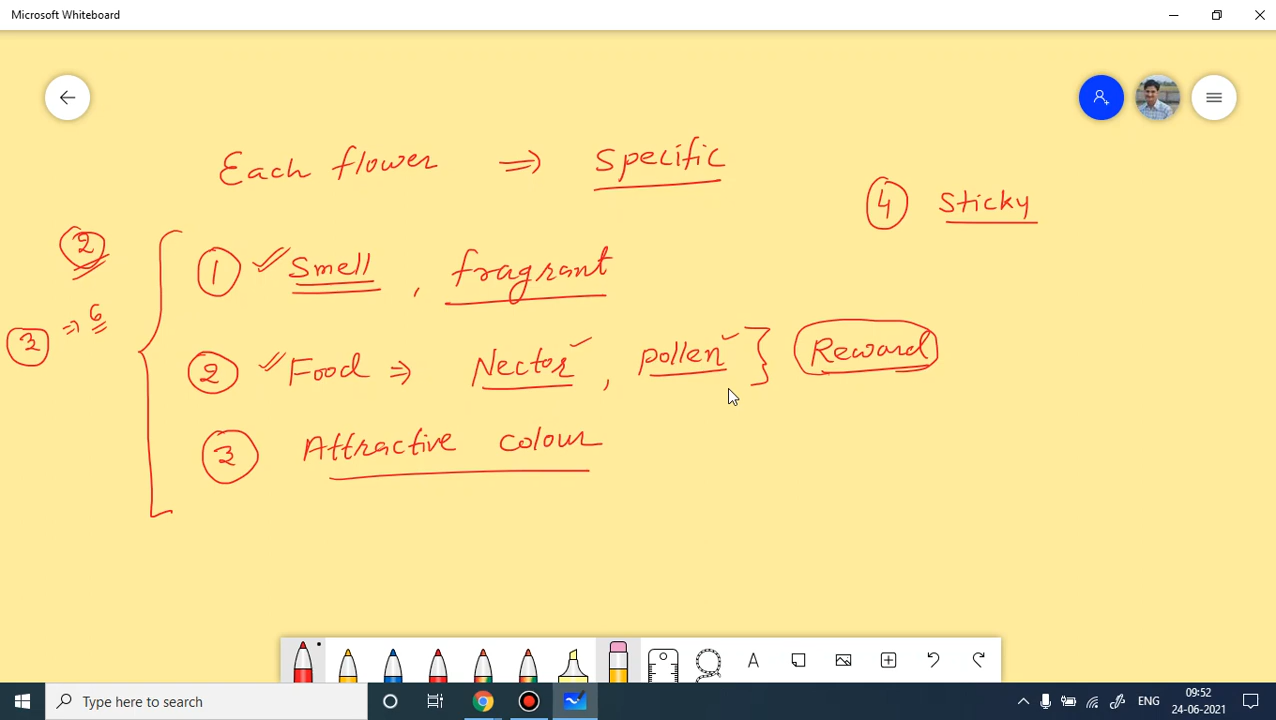 Microsoft Whiteboard
Each flower ⇒ Specific
④ Sticky
② ① ✓ Smell, fragrant
③ ⇒ 6
② ✓ Food ⇒ Nector ✓, pollen ✓ } Reward
③ Attractive colour
A
Type here to search
ENG
09:52
24-06-2021